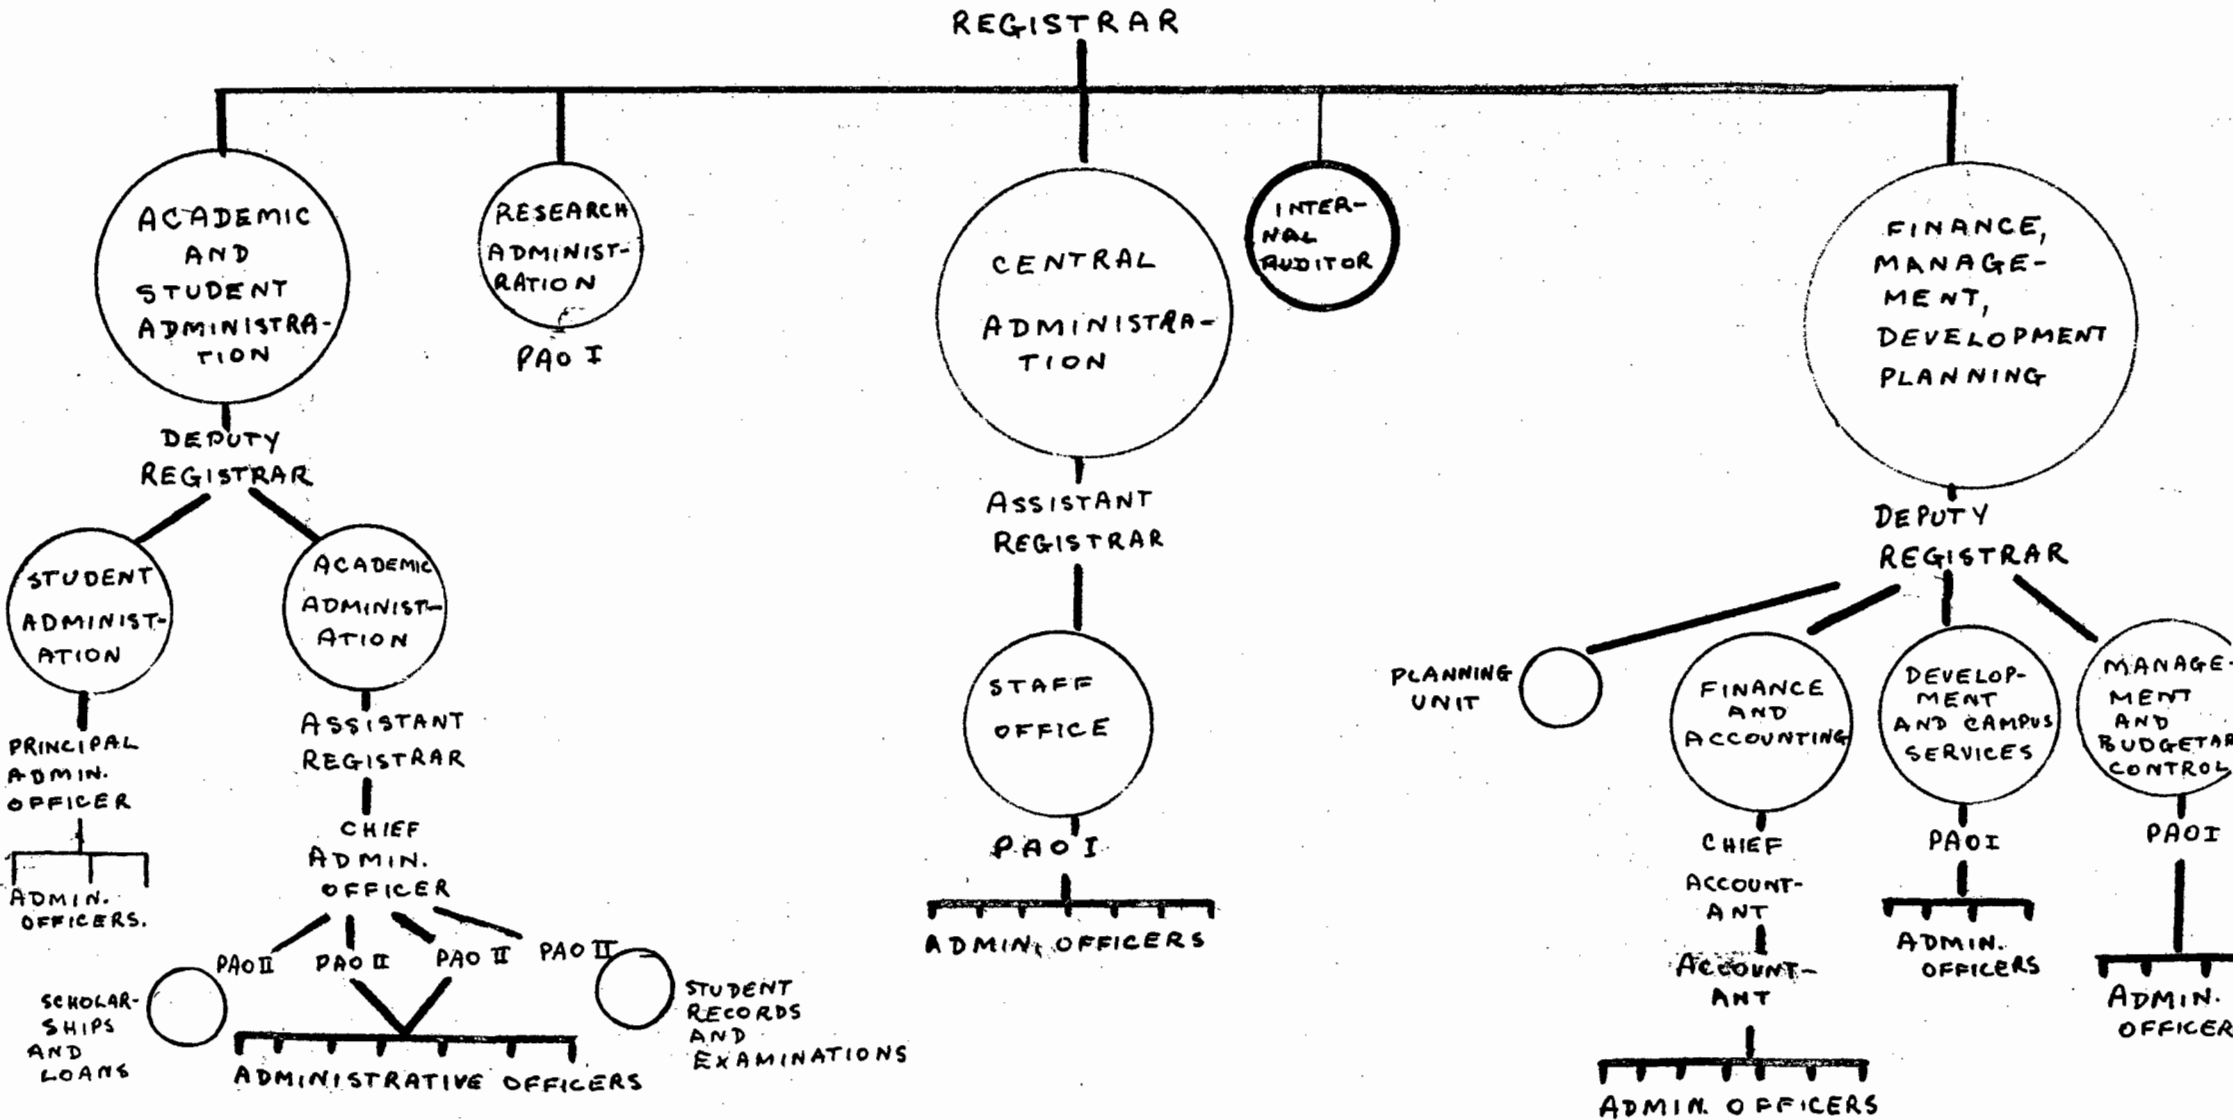 REGISTRAR
ACADEMIC
AND
STUDENT
ADMINISTRA-
TION
RESEARCH
ADMINIST-
RATION
PAO I
CENTRAL
ADMINISTRA-
TION
INTER-
NAL
AUDITOR
FINANCE,
MANAGE-
MENT,
DEVELOPMENT
PLANNING
DEPUTY
REGISTRAR
ASSISTANT
REGISTRAR
DEPUTY
REGISTRAR
STUDENT
ADMINIST-
ATION
ACADEMIC
ADMINIST-
ATION
STAFF
OFFICE
PLANNING
UNIT
FINANCE
AND
ACCOUNTING
DEVELOP-
MENT
AND CAMPUS
SERVICES
MANAGE-
MENT
AND
BUDGETAR
CONTROL
PRINCIPAL
ADMIN.
OFFICER
ADMIN.
OFFICERS.
ASSISTANT
REGISTRAR
CHIEF
ADMIN.
OFFICER
PAO II
PAO II
PAO II
PAO II
SCHOLAR-
SHIPS
AND
LOANS
ADMINISTRATIVE OFFICERS
STUDENT
RECORDS
AND
EXAMINATIONS
PAO I
ADMIN. OFFICERS
CHIEF
ACCOUNT-
ANT
ACCOUNT-
ANT
ADMIN. OFFICERS
PAOI
ADMIN.
OFFICERS
PAOI
ADMIN.
OFFICER